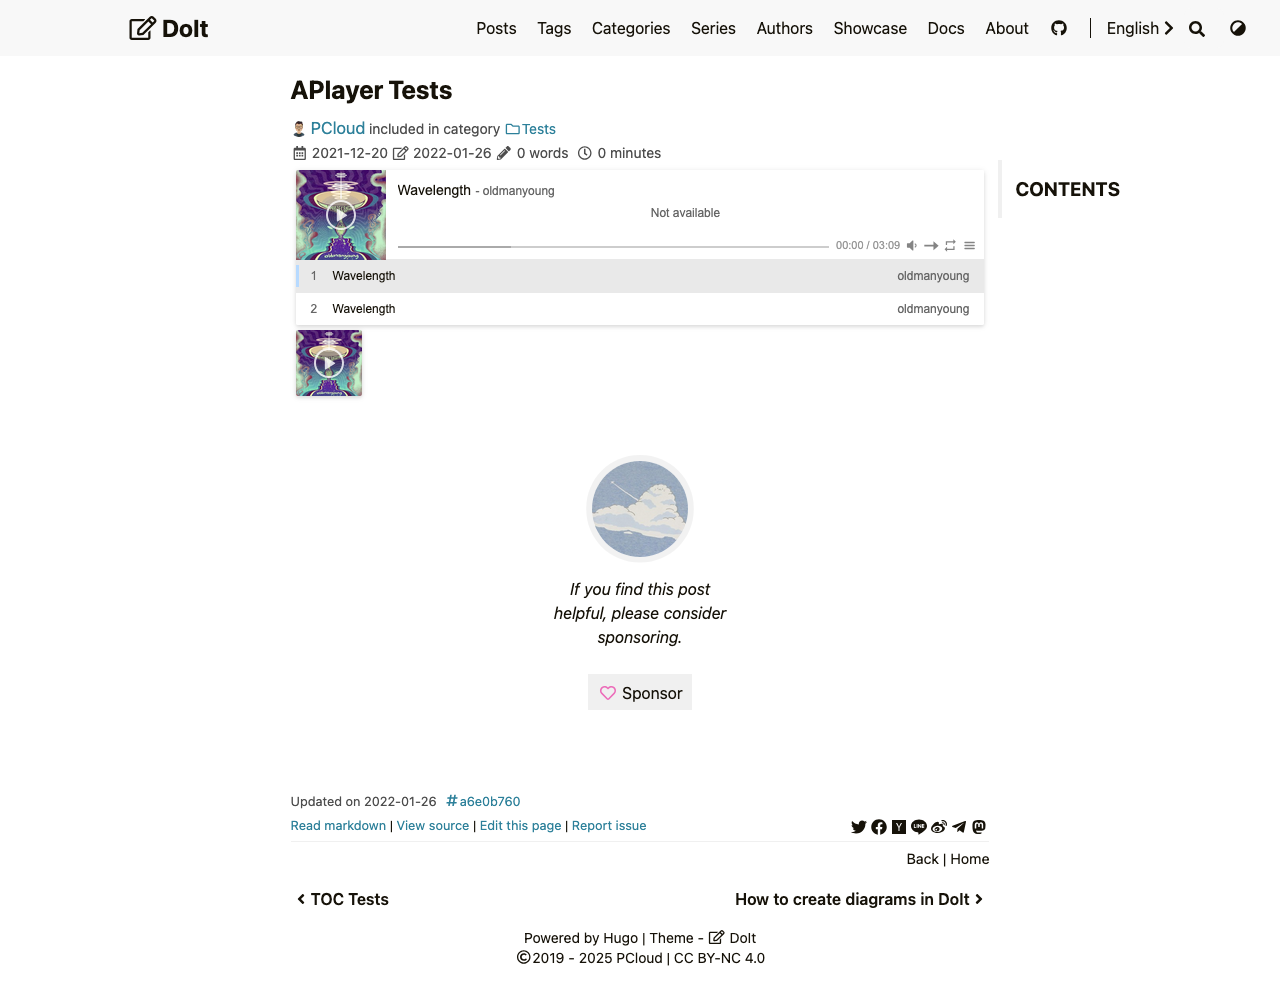 DoIt Posts Tags Categories Series Authors Showcase Docs About English
APlayer Tests
PCloud included in category Tests
2021-12-20 2022-01-26 0 words 0 minutes
CONTENTS
Wavelength - oldmanyoung
Not available
00:00 / 03:09
oldmanyoung
1 Wavelength oldmanyoung
2 Wavelength oldmanyoung
If you find this post
helpful, please consider
sponsoring.
Sponsor
Updated on 2022-01-26 a6e0b760
Read markdown | View source | Edit this page | Report issue
Back | Home
TOC Tests How to create diagrams in DoIt
Powered by Hugo | Theme - DoIt
©2019 - 2025 PCloud | CC BY-NC 4.0